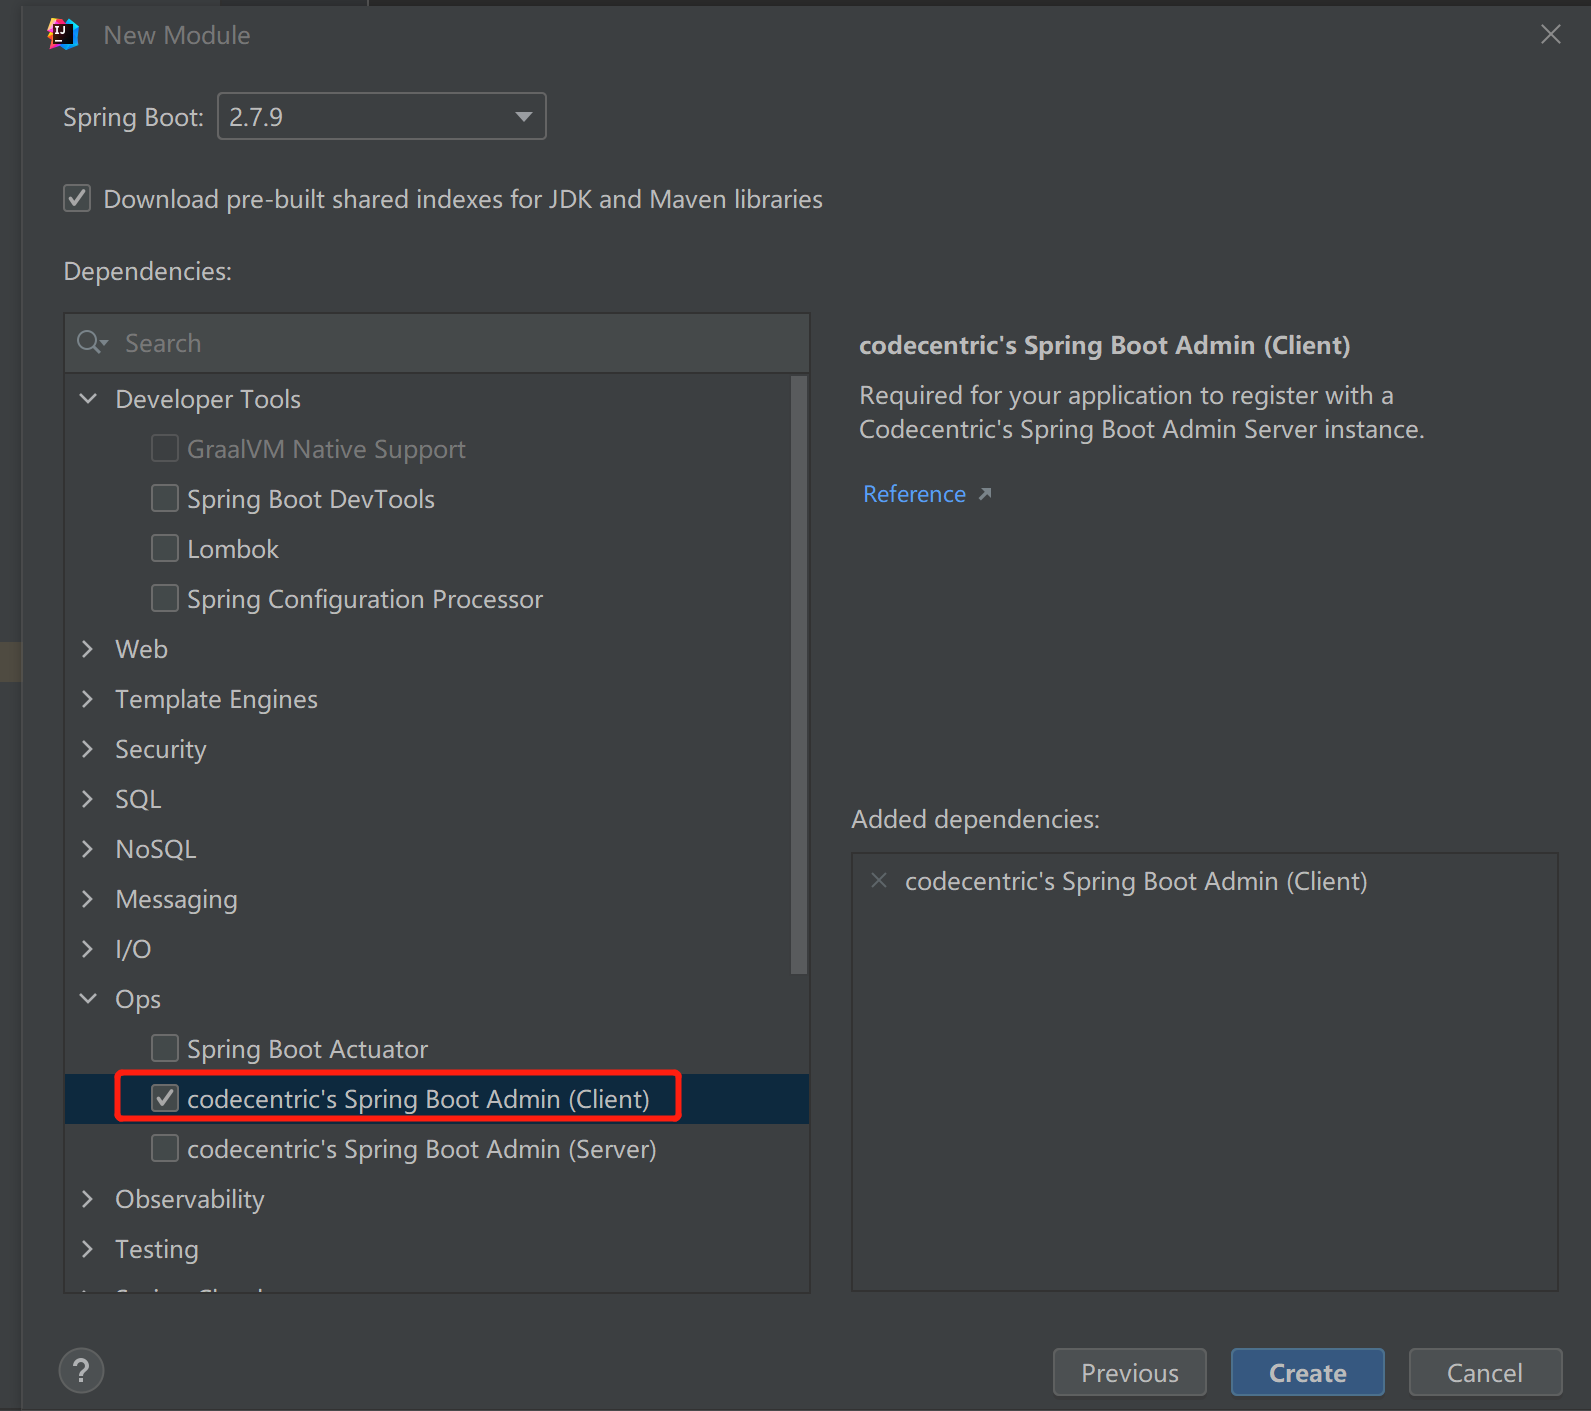 New Module
Spring Boot: 2.7.9
Download pre-built shared indexes for JDK and Maven libraries
Dependencies:
Search
Developer Tools
GraalVM Native Support
Spring Boot DevTools
Lombok
Spring Configuration Processor
Web
Template Engines
Security
SQL
NoSQL
Messaging
I/O
Ops
Spring Boot Actuator
codecentric's Spring Boot Admin (Client)
codecentric's Spring Boot Admin (Server)
Observability
Testing
codecentric's Spring Boot Admin (Client)
Required for your application to register with a
Codecentric's Spring Boot Admin Server instance.
Reference
Added dependencies:
codecentric's Spring Boot Admin (Client)
?
Previous
Create
Cancel